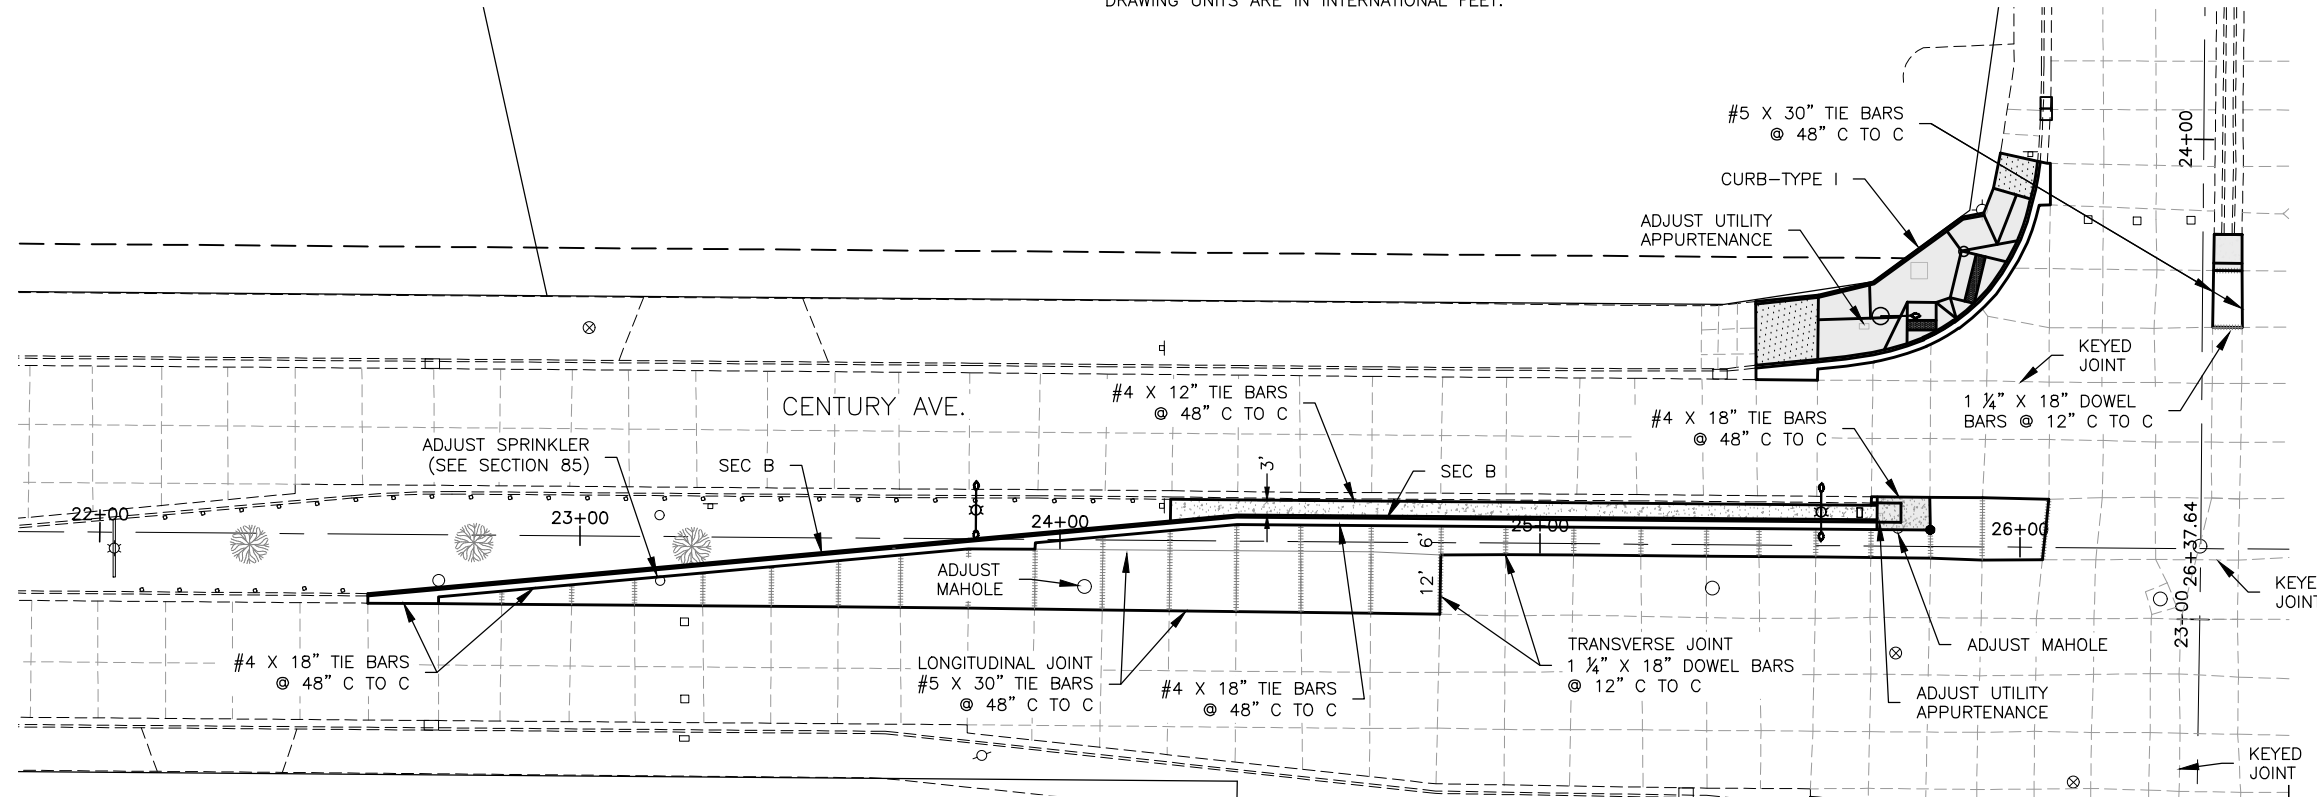 DRAWING UNITS ARE IN INTERNATIONAL FEET.
#5 X 30" TIE BARS
@ 48" C TO C
24+00
CURB-TYPE I
ADJUST UTILITY
APPURTENANCE
KEYED
JOINT
#4 X 12" TIE BARS
@ 48" C TO C
CENTURY AVE.
1 ¼" X 18" DOWEL
BARS @ 12" C TO C
#4 X 18" TIE BARS
@ 48" C TO C
ADJUST SPRINKLER
(SEE SECTION 85)
SEC B
3'
SEC B
22+00
23+00
24+00
25+00
26+00
26+37.64
6'
12'
ADJUST
MAHOLE
KEYE
JOIN
23+00
TRANSVERSE JOINT
1 ¼" X 18" DOWEL BARS
@ 12" C TO C
ADJUST MAHOLE
#4 X 18" TIE BARS
@ 48" C TO C
LONGITUDINAL JOINT
#5 X 30" TIE BARS
@ 48" C TO C
#4 X 18" TIE BARS
@ 48" C TO C
ADJUST UTILITY
APPURTENANCE
KEYED
JOINT